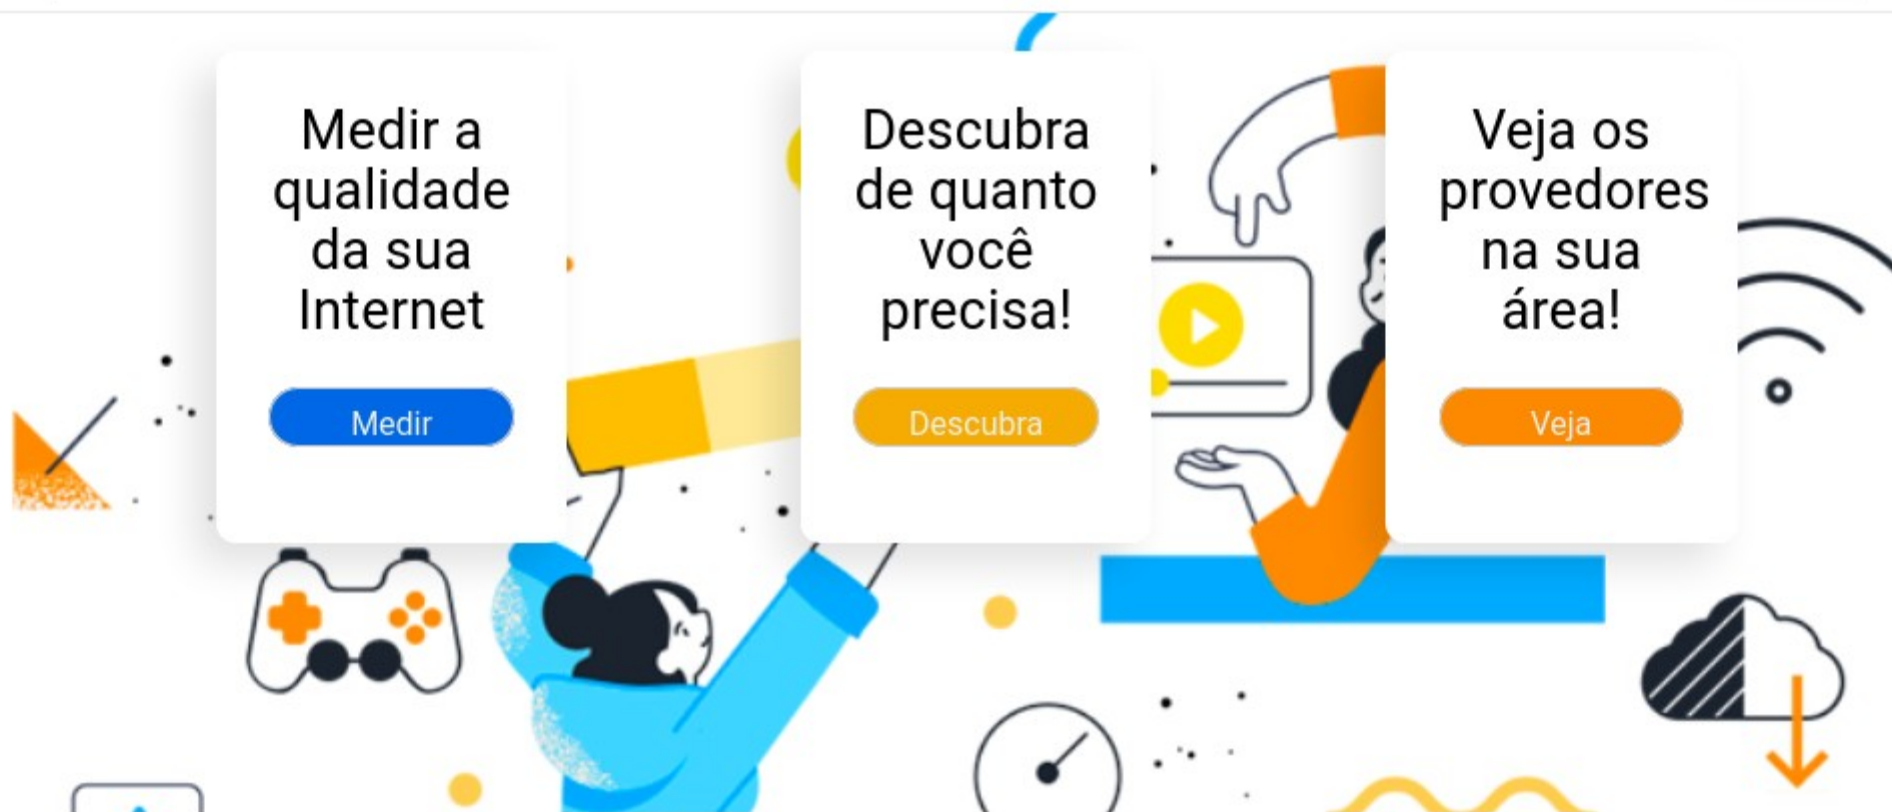 Medir a
qualidade
da sua
Internet
Medir
Descubra
de quanto
você
precisa!
Descubra
Veja os
provedores
na sua
área!
Veja